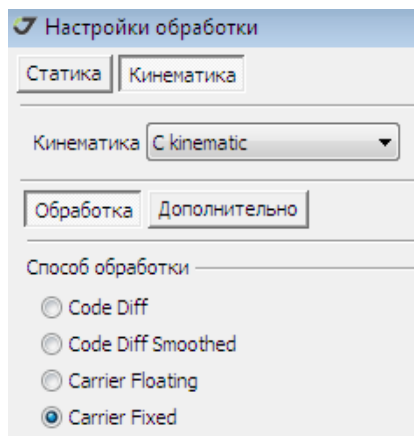 Настройки обработки
Статика Кинематика
Кинематика C kinematic
Обработка Дополнительно
Способ обработки
Code Diff
Code Diff Smoothed
Carrier Floating
Carrier Fixed